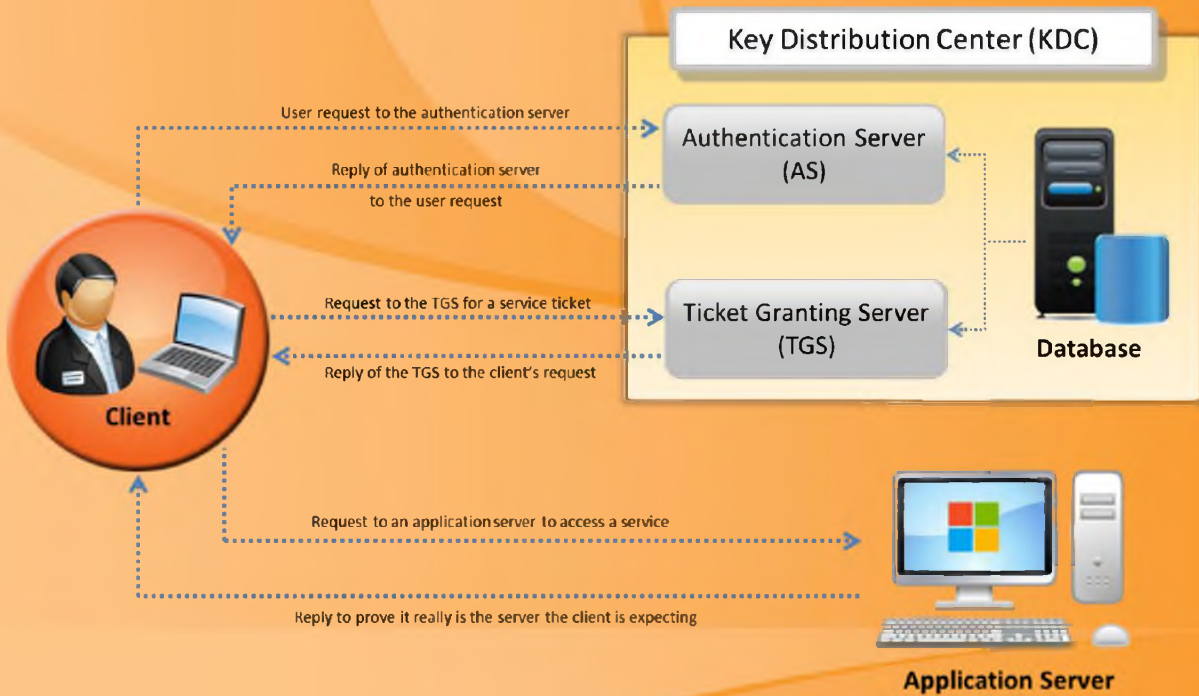 Key Distribution Center (KDC)
User request to the authentication server
Authentication Server
(AS)
Reply of authentication server
to the user request
Request to the TGS for a service ticket
Ticket Granting Server
(TGS)
Reply of the TGS to the client's request
Database
Client
Request to an application server to access a service
Reply to prove it really is the server the client is expecting
Application Server